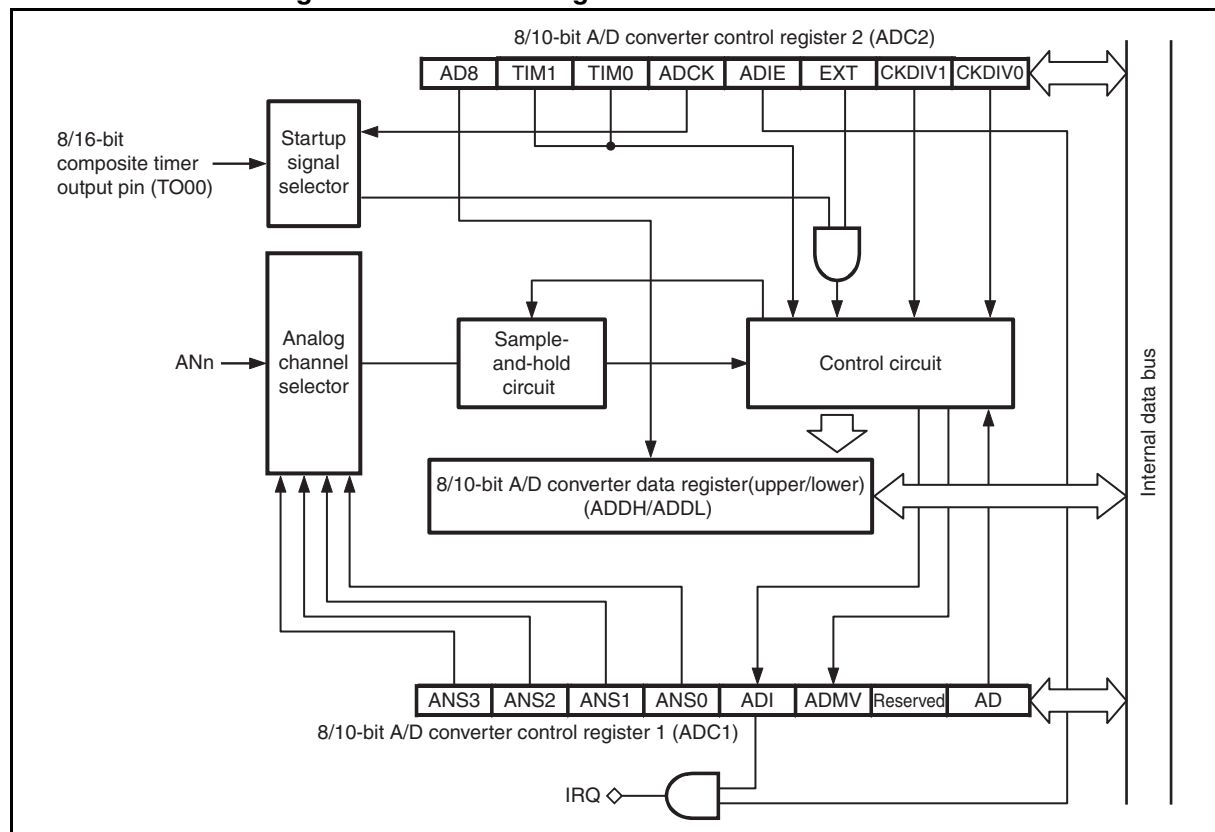 8/10-bit A/D converter control register 2 (ADC2)
AD8 TIM1 TIM0 ADCK ADIE EXT CKDIV1 CKDIV0
8/16-bit
composite timer
output pin (TO00)
Startup
signal
selector
ANn
Analog
channel
selector
Sample-
and-hold
circuit
Control circuit
8/10-bit A/D converter data register(upper/lower)
(ADDH/ADDL)
Internal data bus
ANS3 ANS2 ANS1 ANS0 ADI ADMV Reserved AD
8/10-bit A/D converter control register 1 (ADC1)
IRQ